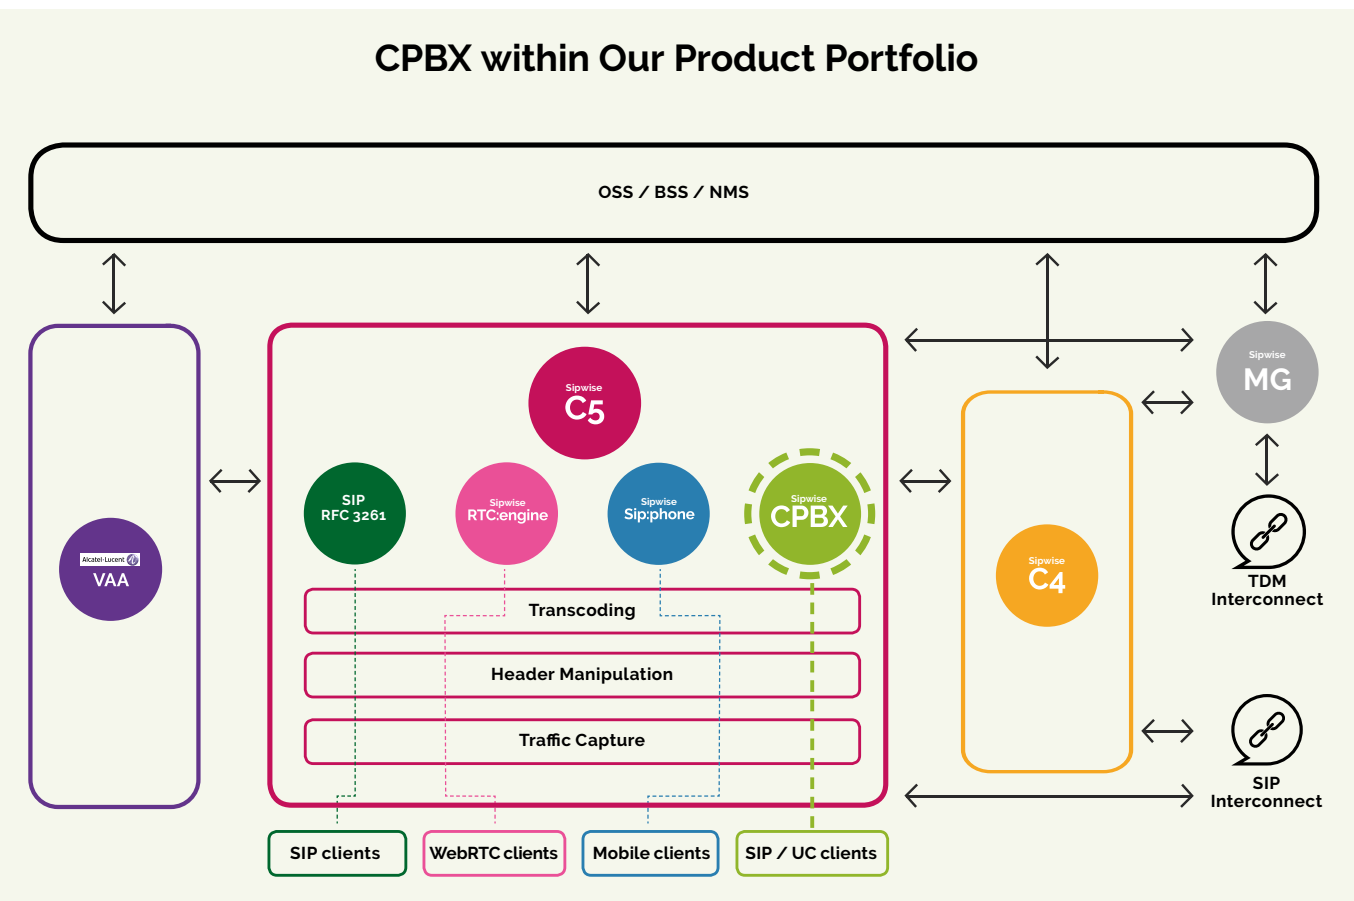 CPBX within Our Product Portfolio
OSS / BSS / NMS
Alcatel-Lucent
VAA
Sipwise
C5
SIP
RFC 3261
Sipwise
RTC:engine
Sipwise
Sip:phone
Sipwise
CPBX
Transcoding
Header Manipulation
Traffic Capture
SIP clients
WebRTC clients
Mobile clients
SIP / UC clients
Sipwise
C4
Sipwise
MG
TDM
Interconnect
SIP
Interconnect